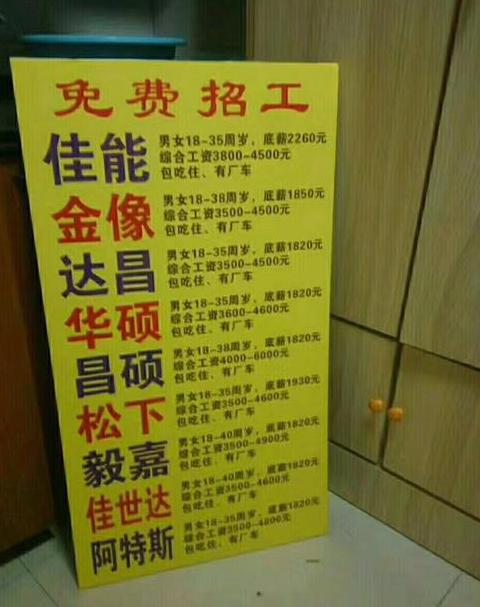 免费招工
佳能
男女18-35周岁，底薪2260元
综合工资3800-4500元
包吃住、有厂车
金像
男女18-38周岁，底薪1850元
综合工资3500-4500元
包吃住、有厂车
达昌
男女18-35周岁，底薪1820元
综合工资3500-4500元
包吃住、有厂车
华硕
男女18-35周岁，底薪1820元
综合工资3600-4600元
包吃住、有厂车
昌硕
男女18-38周岁，底薪1820元
综合工资4000-6000元
包吃住、有厂车
松下
男女18-35周岁，底薪1930元
综合工资3500-4600元
包吃住、有厂车
毅嘉
男女18-40周岁，底薪1820元
综合工资3500-4900元
包吃住、有厂车
佳世达
男女18-40周岁，底薪1820元
综合工资3500-4600元
包吃住、有厂车
阿特斯
男女18-35周岁，底薪1820元
综合工资3500-4800元
包吃住、有厂车